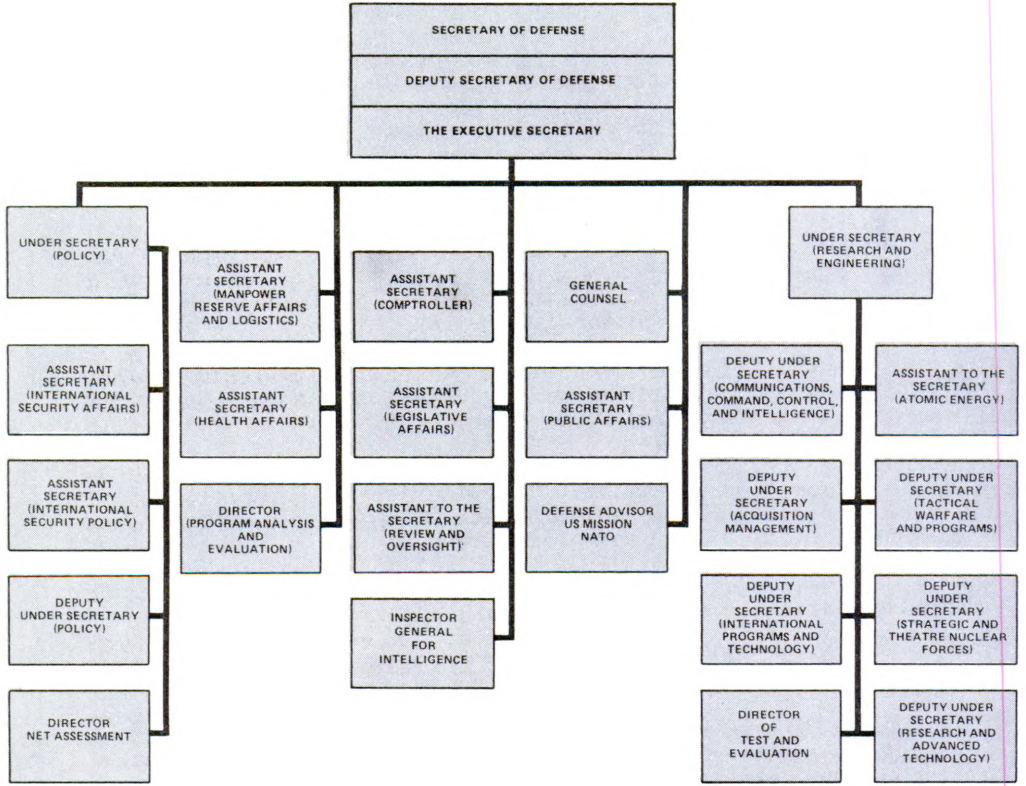 SECRETARY OF DEFENSE
DEPUTY SECRETARY OF DEFENSE
THE EXECUTIVE SECRETARY
UNDER SECRETARY
(POLICY)
ASSISTANT
SECRETARY
(INTERNATIONAL
SECURITY AFFAIRS)
ASSISTANT
SECRETARY
(INTERNATIONAL
SECURITY POLICY)
DEPUTY
UNDER SECRETARY
(POLICY)
DIRECTOR
NET ASSESSMENT
ASSISTANT
SECRETARY
(MANPOWER
RESERVE AFFAIRS
AND LOGISTICS)
ASSISTANT
SECRETARY
(HEALTH AFFAIRS)
DIRECTOR
(PROGRAM ANALYSIS
AND
EVALUATION)
ASSISTANT
SECRETARY
(COMPTROLLER)
ASSISTANT
SECRETARY
(LEGISLATIVE
AFFAIRS)
ASSISTANT TO THE
SECRETARY
(REVIEW AND
OVERSIGHT)
INSPECTOR
GENERAL
FOR
INTELLIGENCE
GENERAL
COUNSEL
ASSISTANT
SECRETARY
(PUBLIC AFFAIRS)
DEFENSE ADVISOR
US MISSION
NATO
UNDER SECRETARY
(RESEARCH AND
ENGINEERING)
DEPUTY UNDER
SECRETARY
(COMMUNICATIONS,
COMMAND, CONTROL,
AND INTELLIGENCE)
ASSISTANT TO THE
SECRETARY
(ATOMIC ENERGY)
DEPUTY
UNDER
SECRETARY
(ACQUISITION
MANAGEMENT)
DEPUTY UNDER
SECRETARY
(TACTICAL
WARFARE
AND PROGRAMS)
DEPUTY
UNDER
SECRETARY
(INTERNATIONAL
PROGRAMS AND
TECHNOLOGY)
DEPUTY
UNDER
SECRETARY
(STRATEGIC AND
THEATRE NUCLEAR
FORCES)
DIRECTOR
OF
TEST AND
EVALUATION
DEPUTY UNDER
SECRETARY
(RESEARCH AND
ADVANCED
TECHNOLOGY)